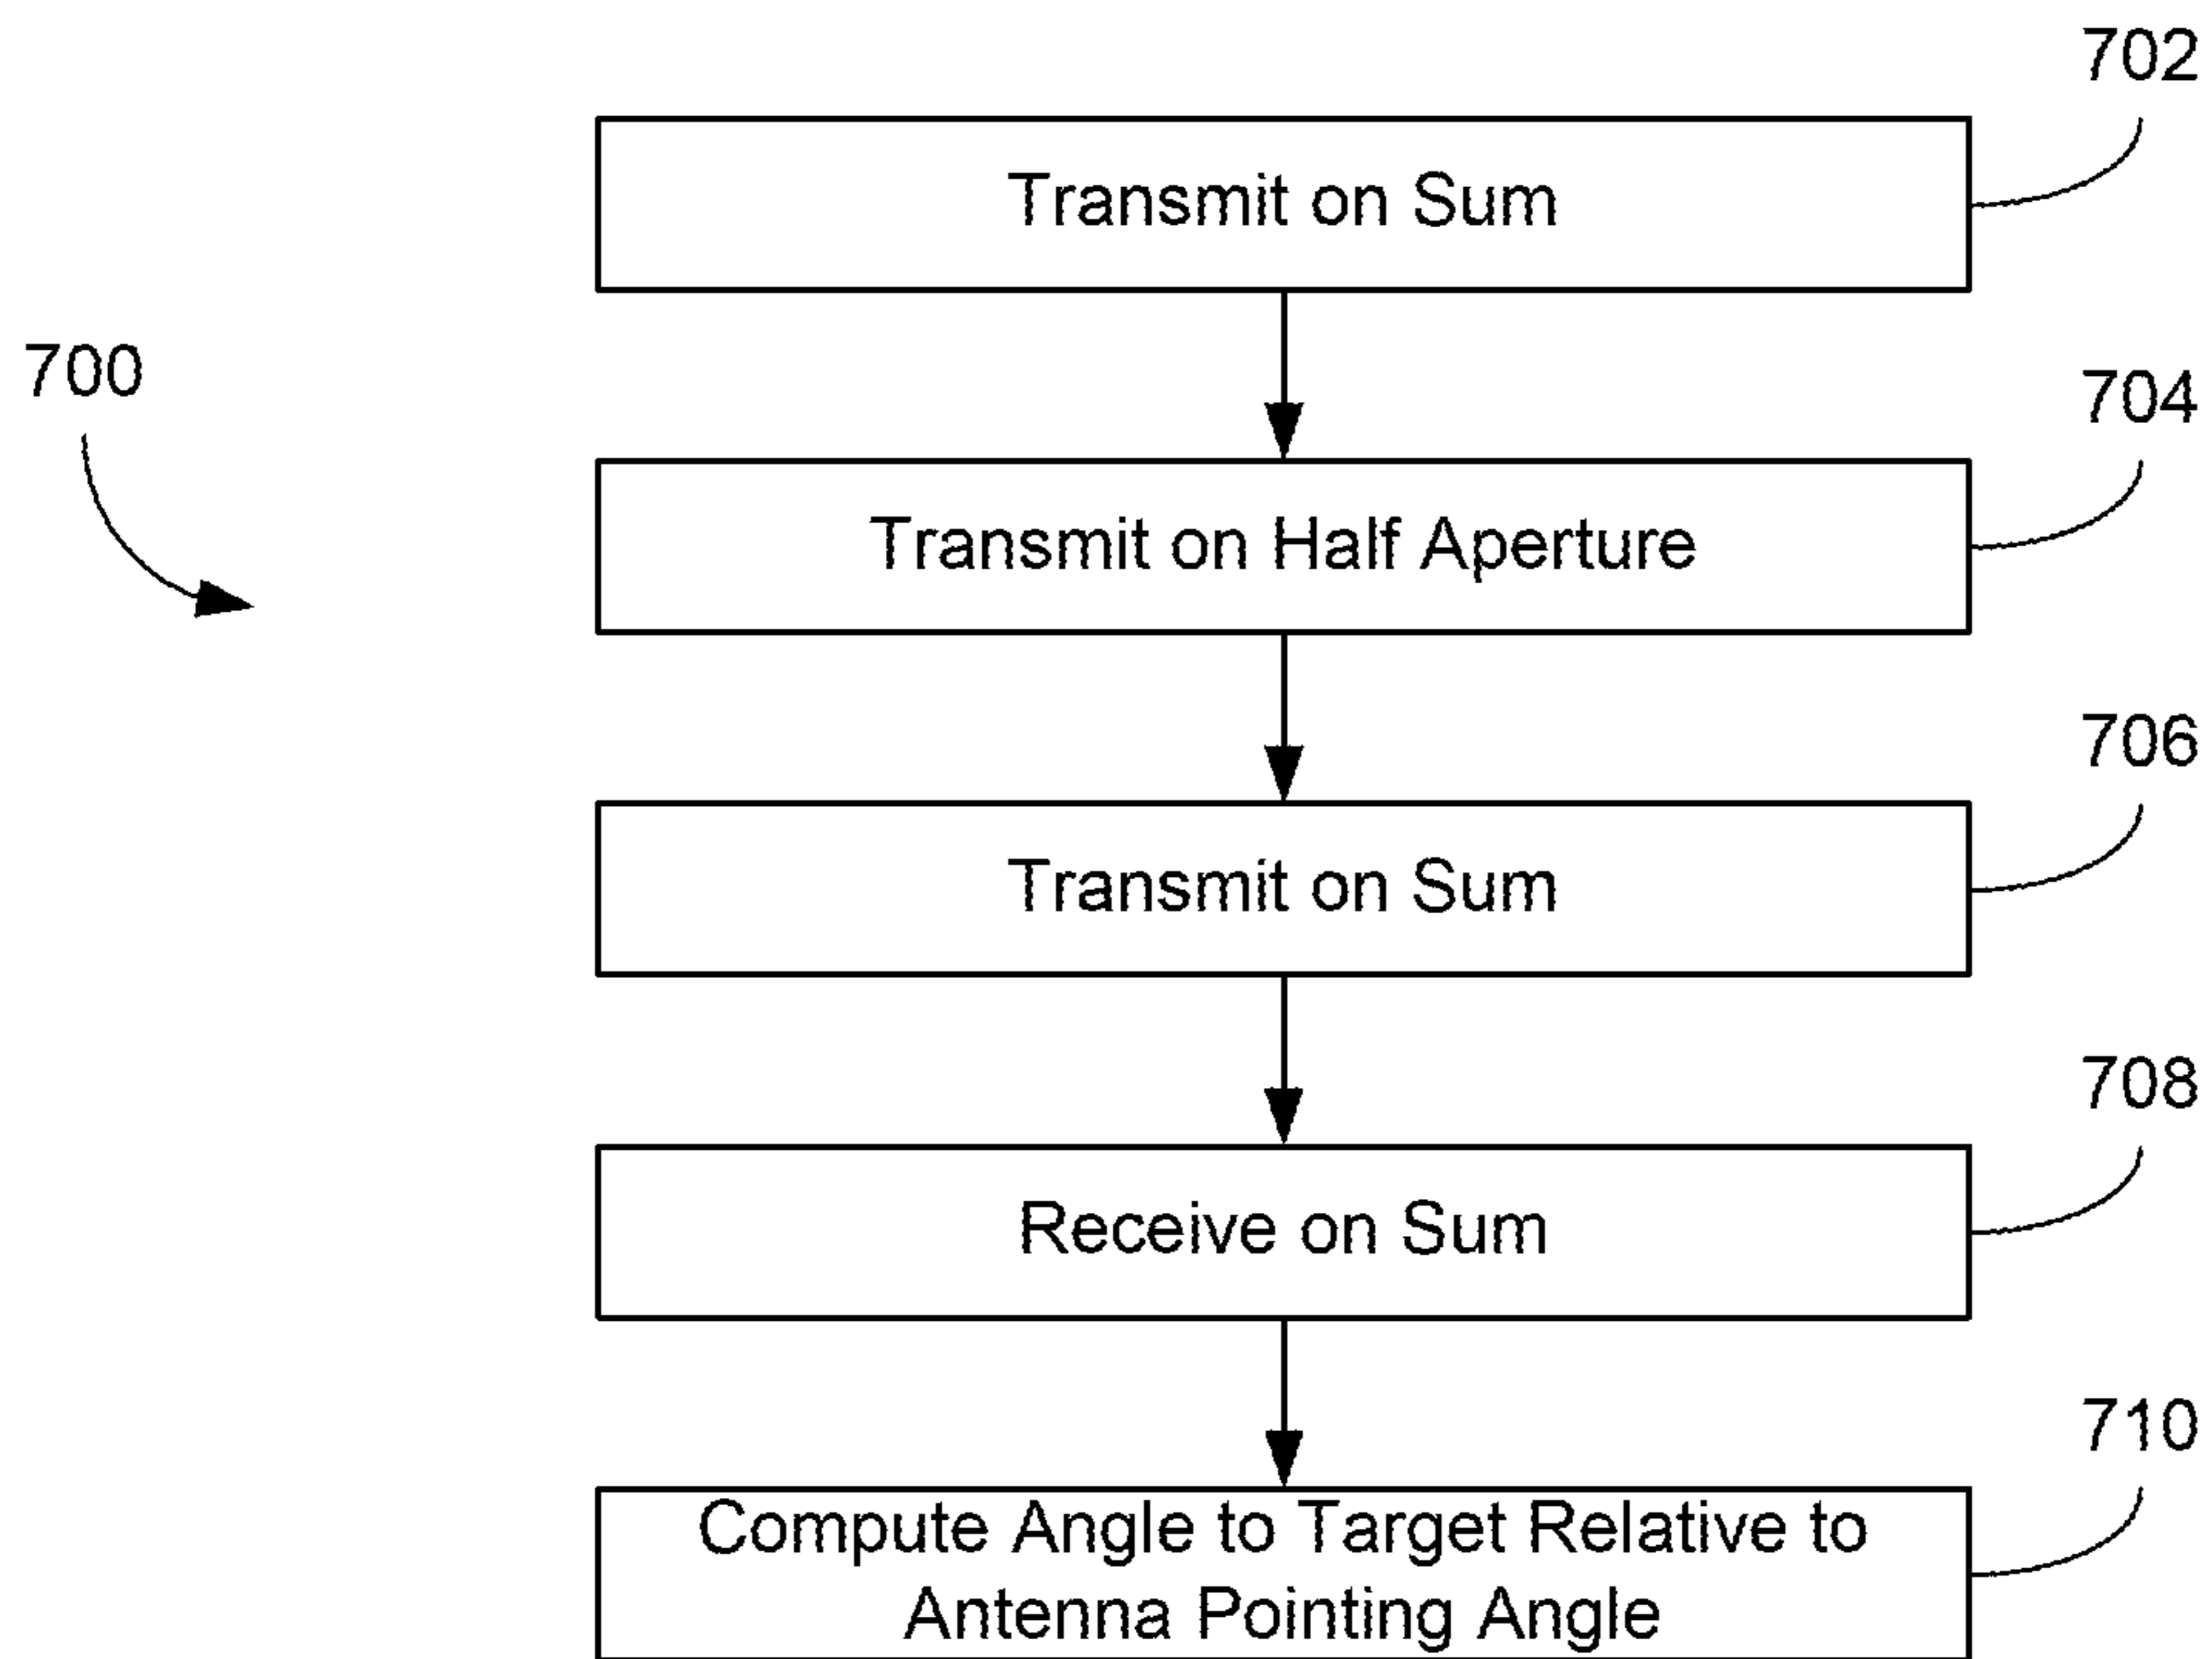 702
Transmit on Sum
700
704
Transmit on Half Aperture
706
Transmit on Sum
708
Receive on Sum
710
Compute Angle to Target Relative to
Antenna Pointing Angle